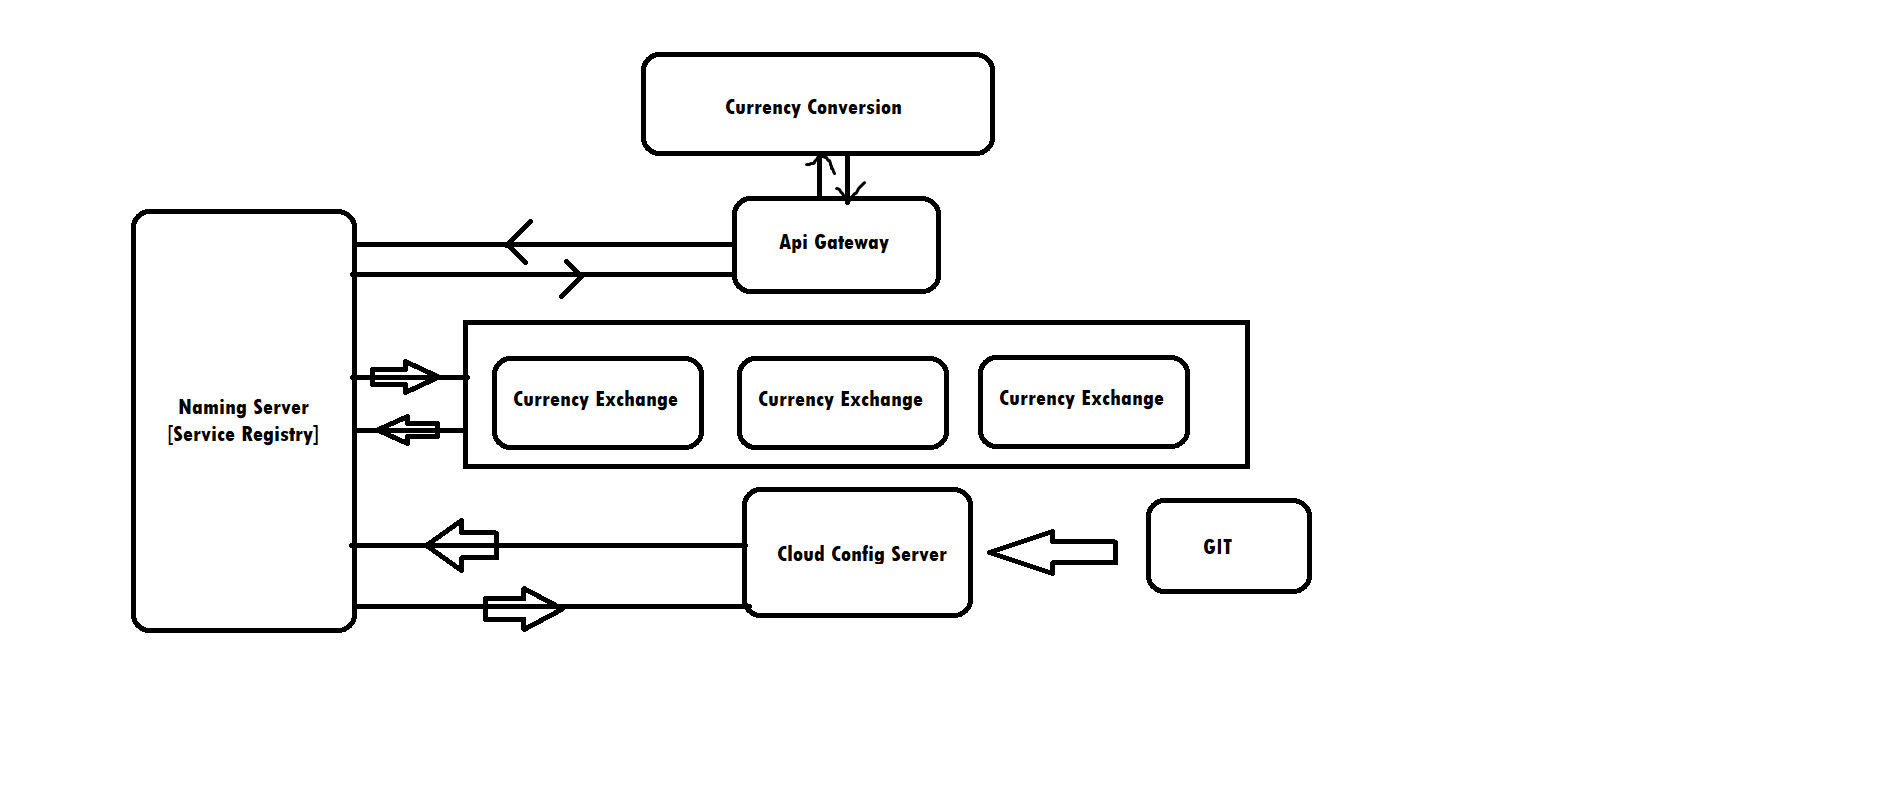 Currency Conversion
Api Gateway
Currency Exchange
Currency Exchange
Currency Exchange
Naming Server
[Service Registry]
Cloud Config Server
GIT